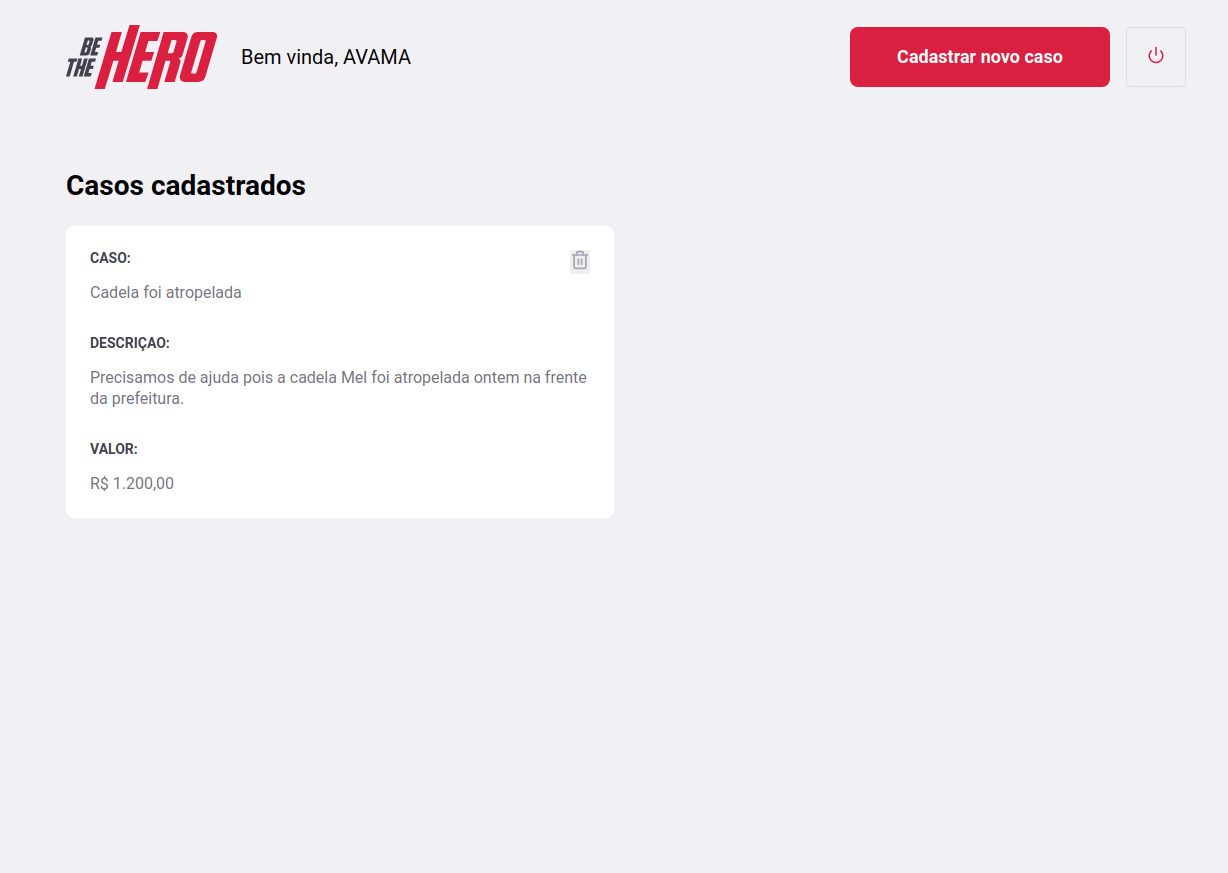 BE
THE HERO
Bem vinda, AVAMA
Cadastrar novo caso
Casos cadastrados
CASO:
Cadela foi atropelada
DESCRIÇAO:
Precisamos de ajuda pois a cadela Mel foi atropelada ontem na frente
da prefeitura.
VALOR:
R$ 1.200,00